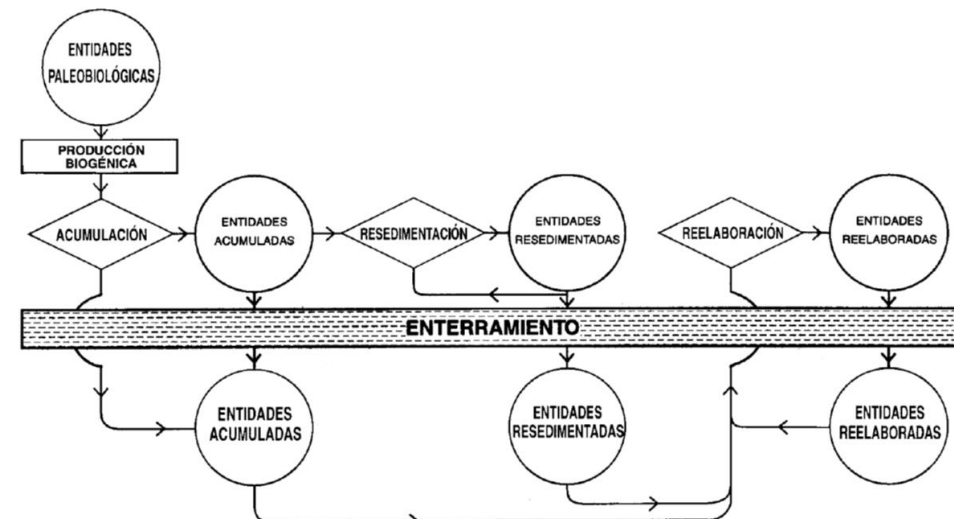 ENTIDADES
PALEOBIOLÓGICAS
PRODUCCIÓN
BIOGÉNICA
ACUMULACIÓN
ENTIDADES
ACUMULADAS
RESEDIMENTACIÓN
ENTIDADES
RESEDIMENTADAS
REELABORACIÓN
ENTIDADES
REELABORADAS
ENTERRAMIENTO
ENTIDADES
ACUMULADAS
ENTIDADES
RESEDIMENTADAS
ENTIDADES
REELABORADAS